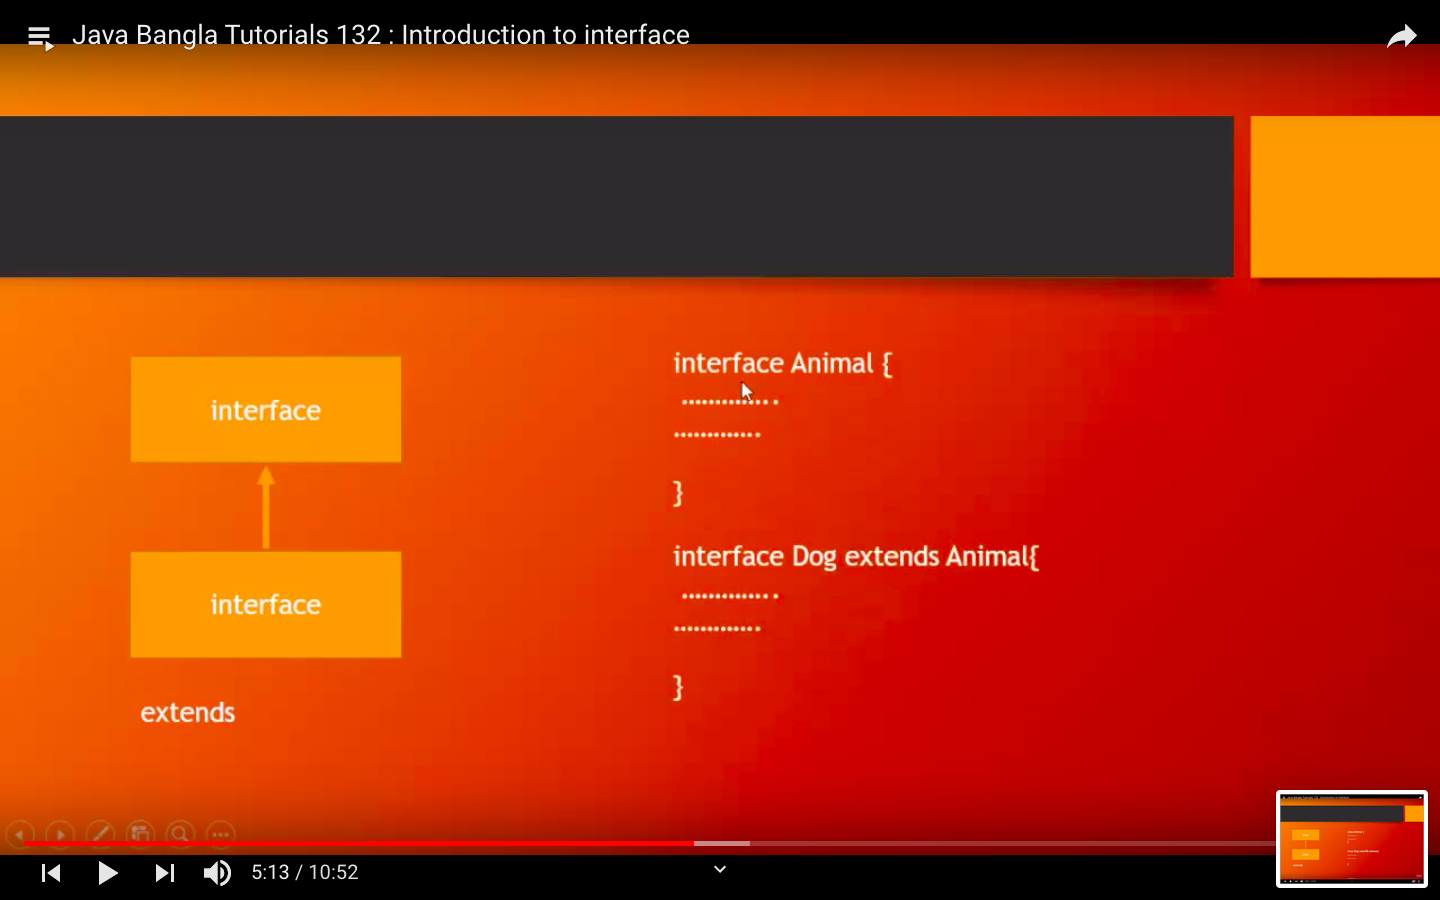 Java Bangla Tutorials 132 : Introduction to interface
interface
interface
extends
interface Animal {
..............
.............
}
interface Dog extends Animal{
..............
.............
}
5:13 / 10:52